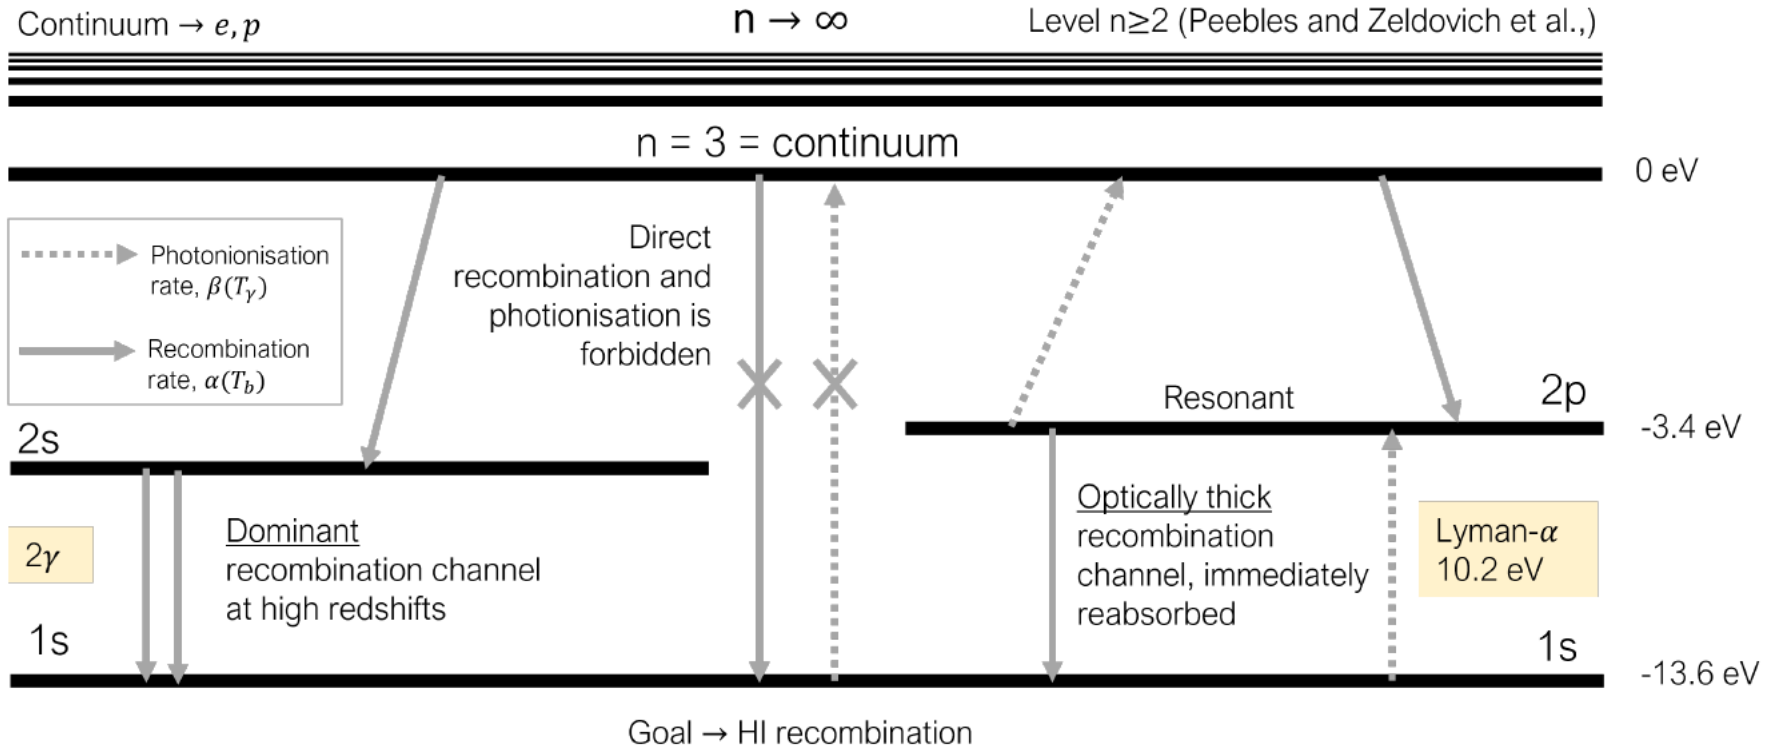 Continuum → e, p
n → ∞
Level n≥2 (Peebles and Zeldovich et al.,)
n = 3 = continuum
0 eV
Photonionisation
rate, β(Tγ)
Recombination
rate, α(T_b)
Direct
recombination and
photionisation is
forbidden
Resonant
2p
-3.4 eV
2s
2γ
Dominant
recombination channel
at high redshifts
Optically thick
recombination
channel, immediately
reabsorbed
Lyman-α
10.2 eV
1s
1s
-13.6 eV
Goal → HI recombination